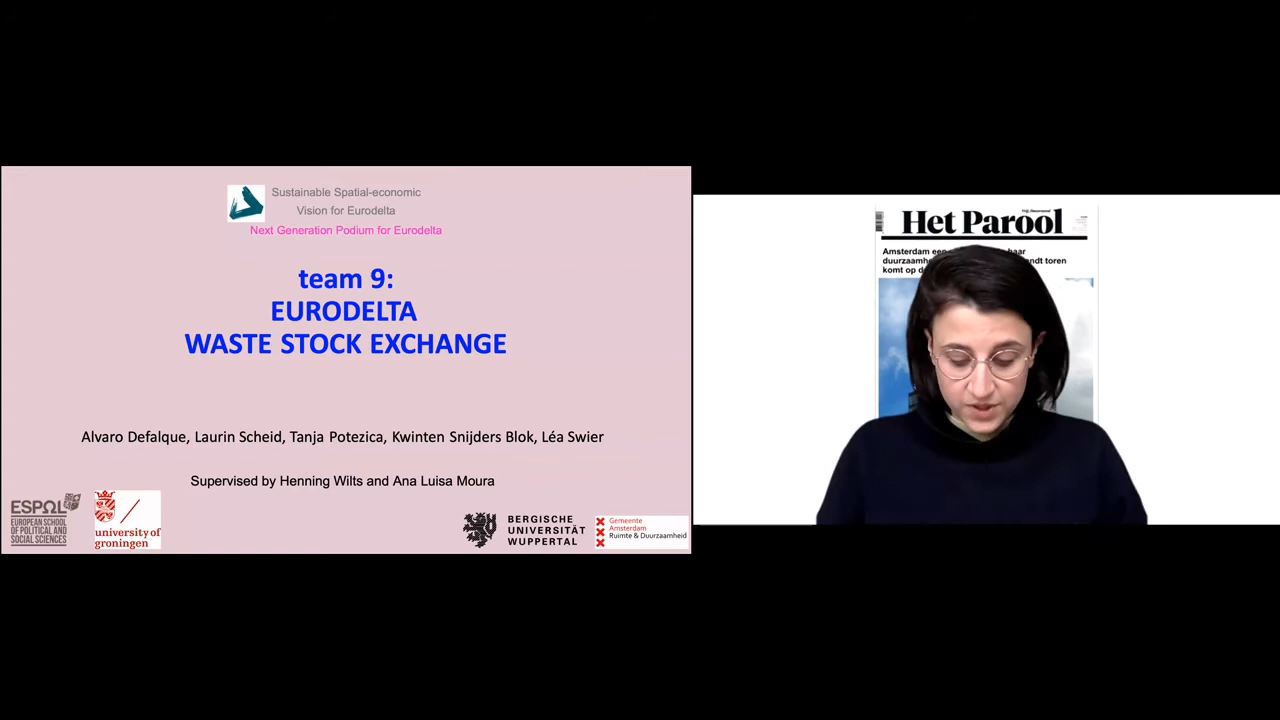 Sustainable Spatial-economic
Vision for Eurodelta
Next Generation Podium for Eurodelta
team 9:
EURODELTA
WASTE STOCK EXCHANGE
Alvaro Defalque, Laurin Scheid, Tanja Potezica, Kwinten Snijders Blok, Léa Swier
Supervised by Henning Wilts and Ana Luisa Moura
ESPΩL
EUROPEAN SCHOOL
OF POLITICAL AND
SOCIAL SCIENCES
university of
groningen
BERGISCHE
UNIVERSITÄT
WUPPERTAL
Gemeente
Amsterdam
Ruimte & Duurzaamheid
Het Parool
Amsterdam een haar
duurzaamhe ndt toren
komt op d